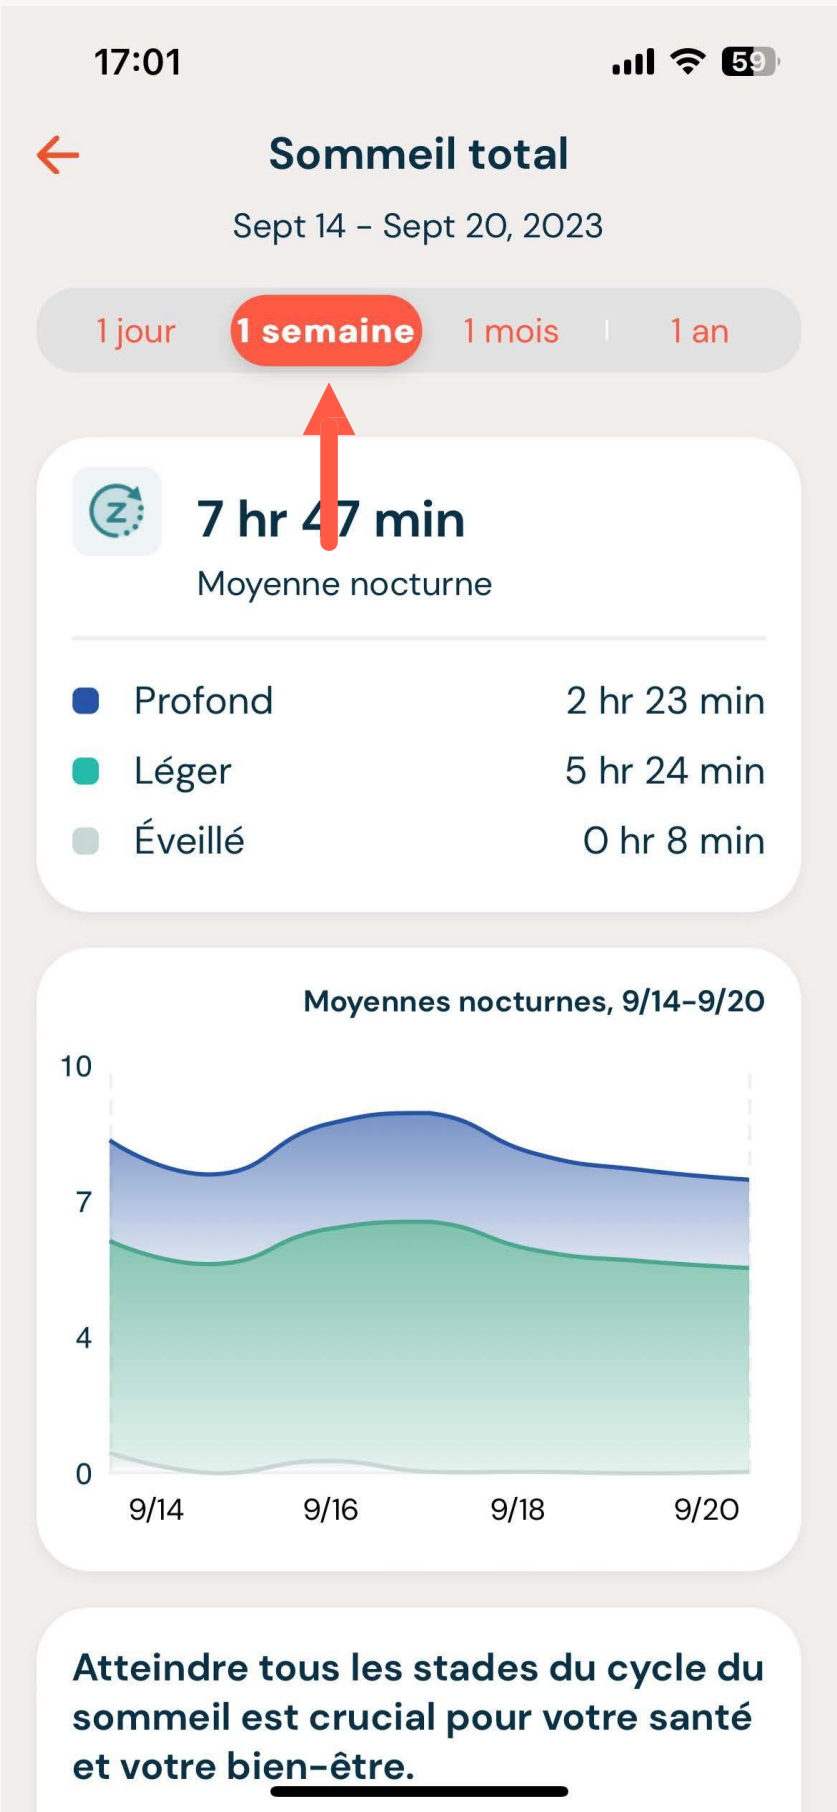 17:01
59
Sommeil total
Sept 14 - Sept 20, 2023
1 jour 1 semaine 1 mois 1 an
Z
7 hr 47 min
Moyenne nocturne
Profond 2 hr 23 min
Léger 5 hr 24 min
Éveillé 0 hr 8 min
Moyennes nocturnes, 9/14-9/20
10
7
4
0
9/14 9/16 9/18 9/20
Atteindre tous les stades du cycle du
sommeil est crucial pour votre santé
et votre bien-être.